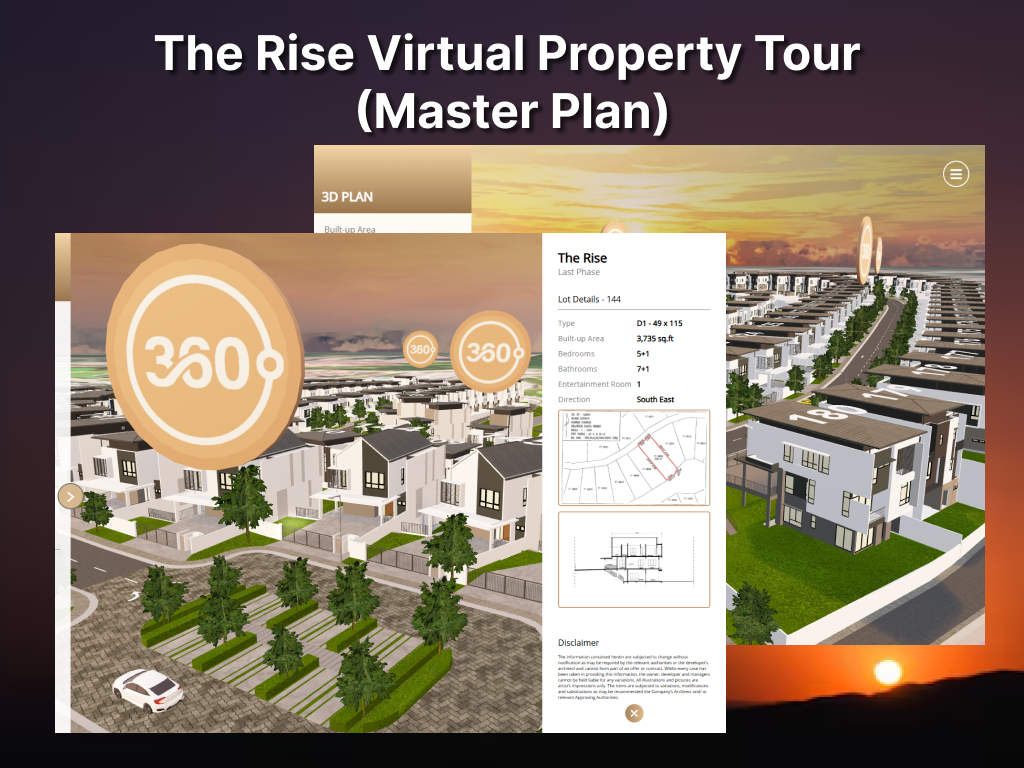 The Rise Virtual Property Tour
(Master Plan)
3D PLAN
Built-up Area
360
360
360
180
The Rise
Last Phase
Lot Details - 144
Type D1 - 49 x 115
Built-up Area 3,735 sq.ft
Bedrooms 5+1
Bathrooms 7+1
Entertainment Room 1
Direction South East
Disclaimer
The information contained herein are subjected to change without
notification as may be required by the relevant authorities or the developer's
architect and cannot form part of an offer or contract. Whilst every case has
been taken in providing this information, the owner, developer and managers
cannot be held liable for any variations. All illustrations and pictures are
artist's impressions only. The items are subjected to variations, modifications
and substitutions as may be recommended the Company's Architect and/ or
relevant Approving Authorities.